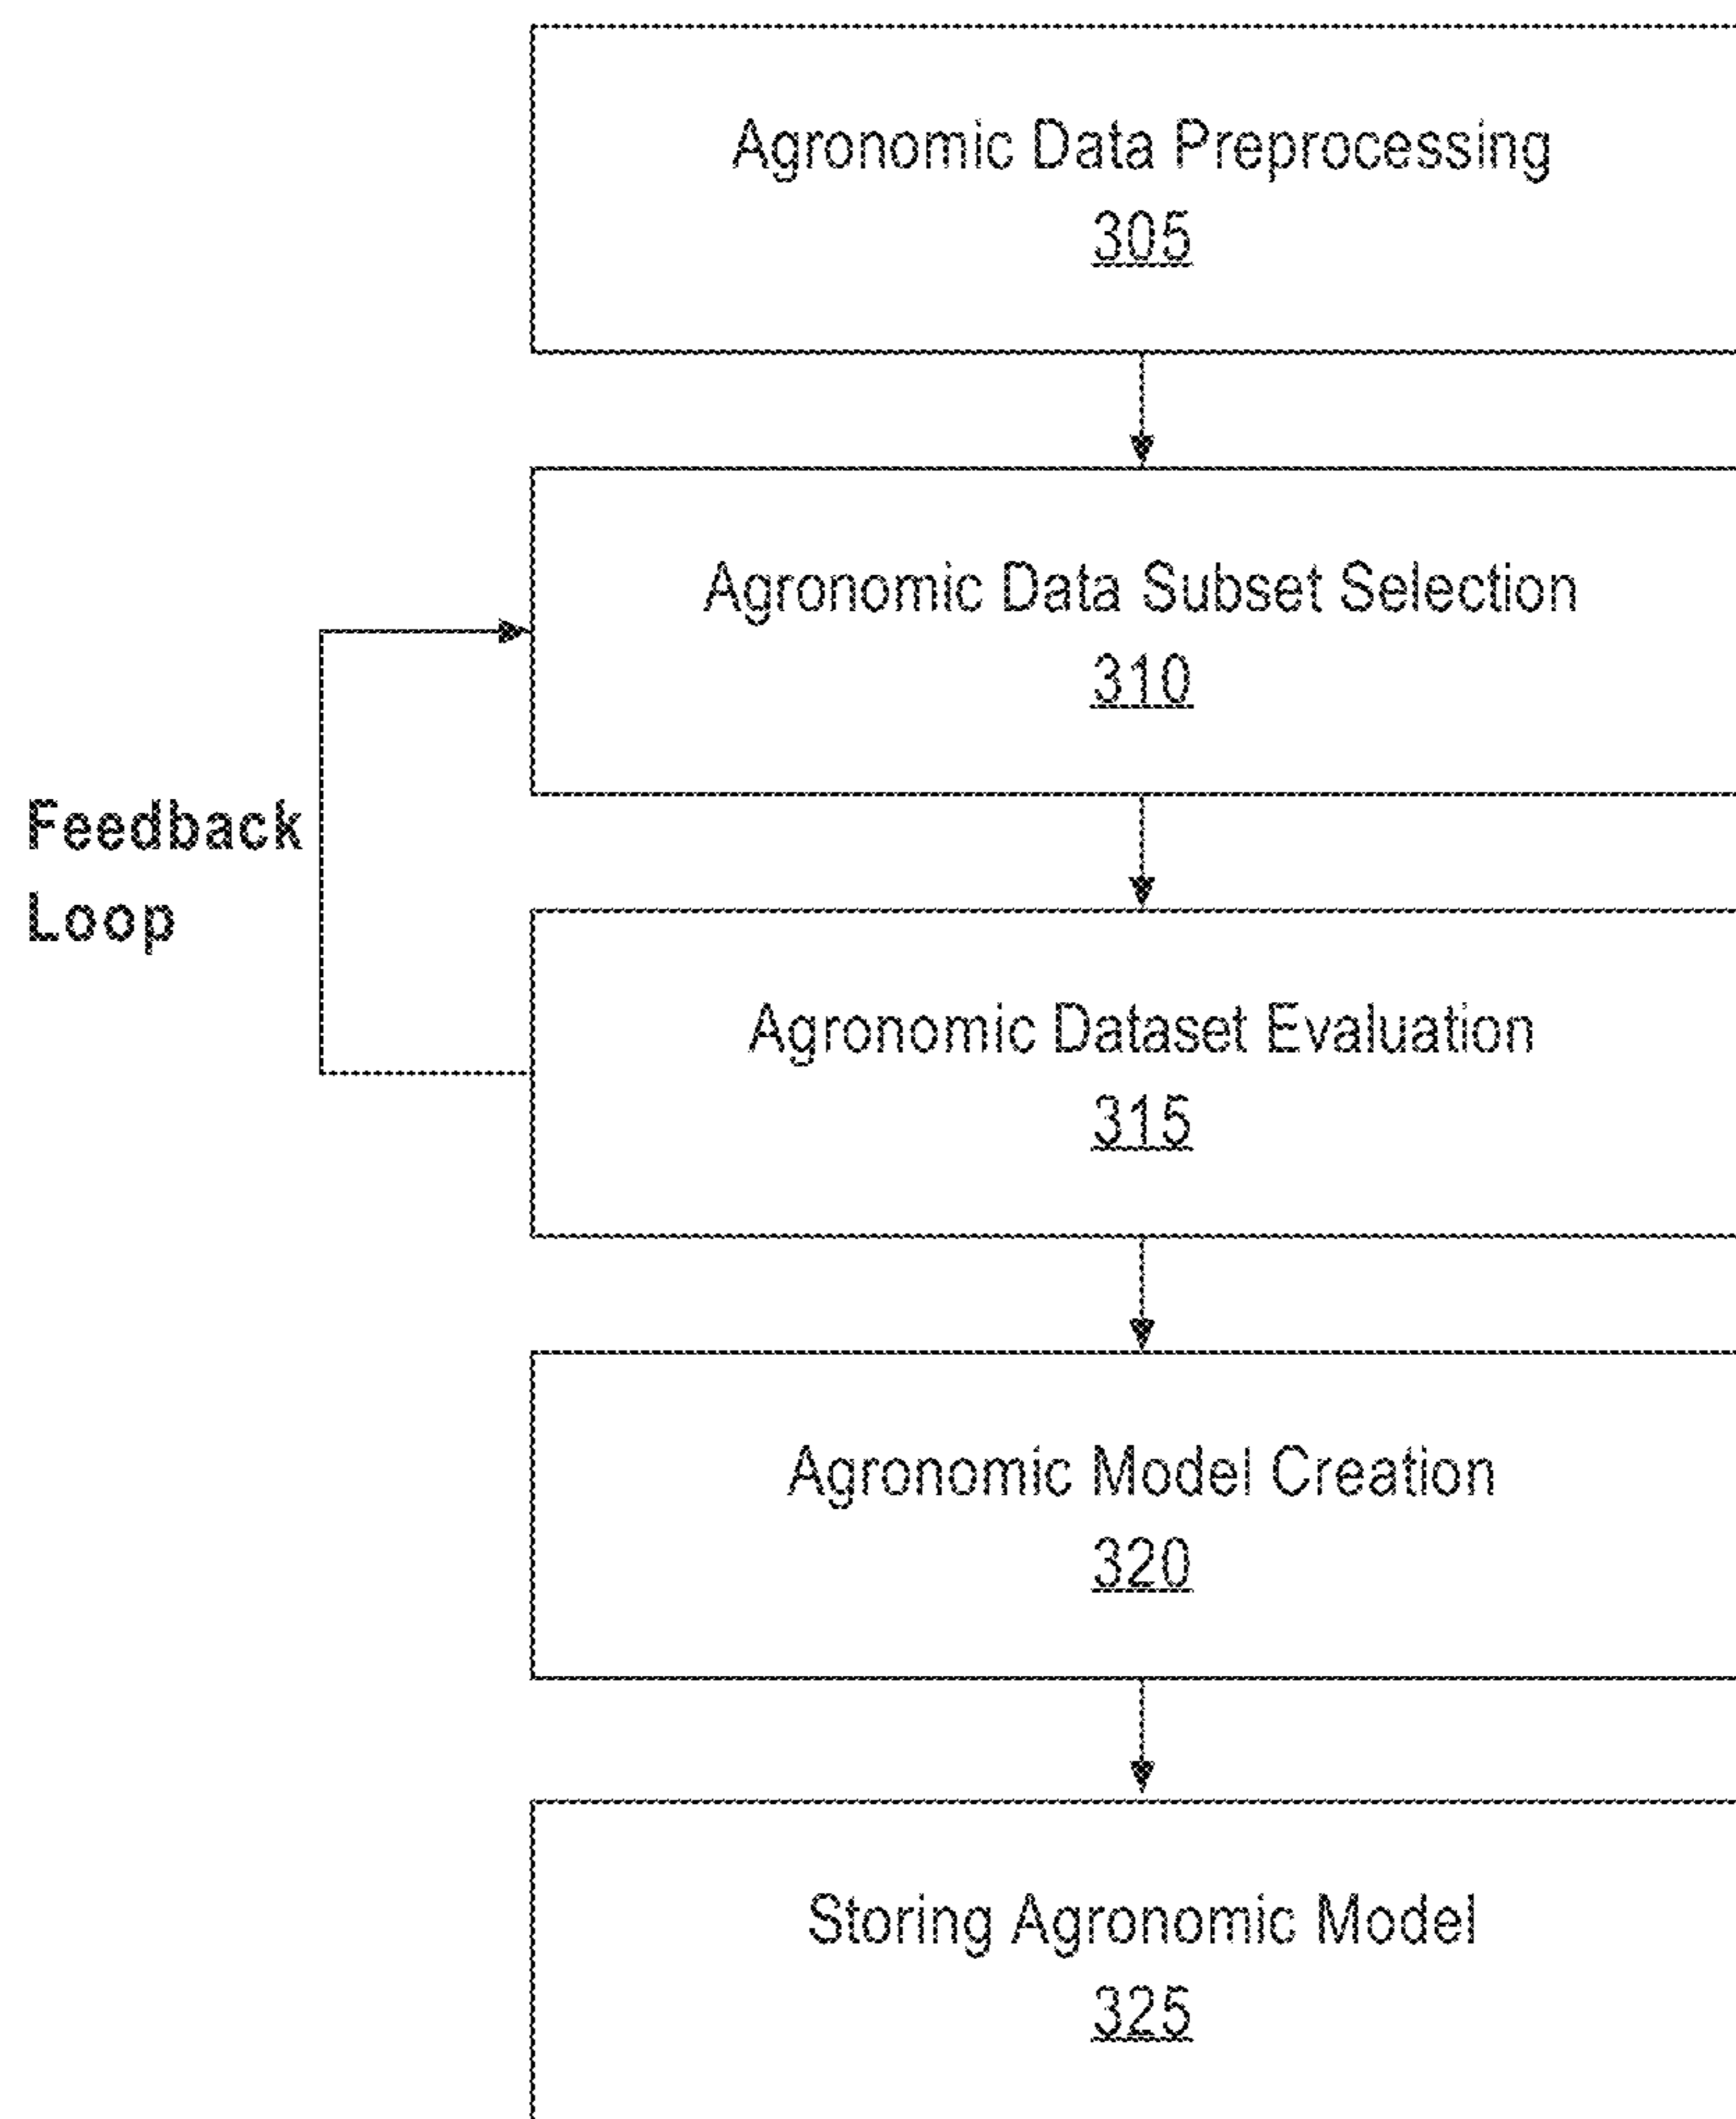 Agronomic Data Preprocessing
305
Agronomic Data Subset Selection
310
Feedback
Loop
Agronomic Dataset Evaluation
315
Agronomic Model Creation
320
Storing Agronomic Model
325